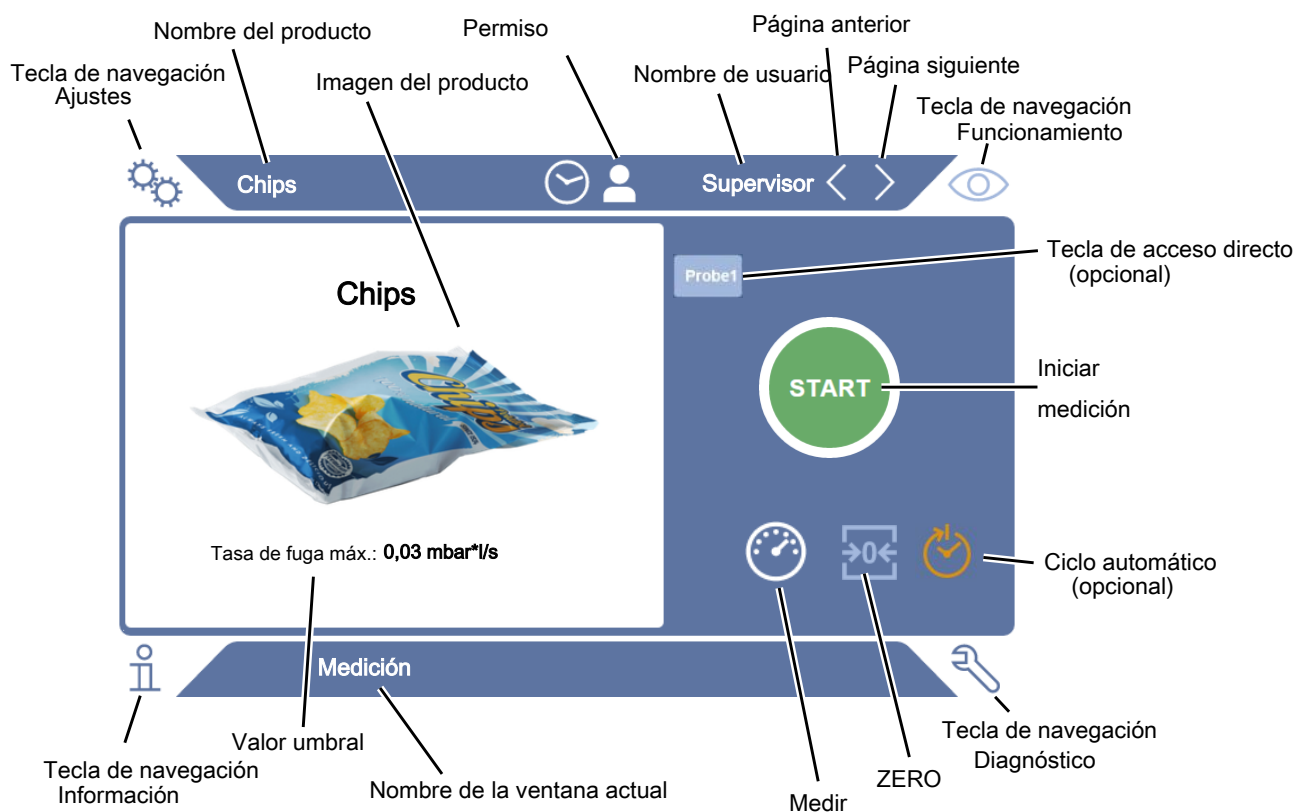 Nombre del producto
Permiso
Página anterior
Tecla de navegación
Ajustes
Imagen del producto
Nombre de usuario
Página siguiente
Tecla de navegación
Funcionamiento
Chips
Supervisor
Probe1
Tecla de acceso directo
(opcional)
Chips
Chips
START
Iniciar
medición
Tasa de fuga máx.: 0,03 mbar*l/s
→0←
Ciclo automático
(opcional)
Medición
Valor umbral
Tecla de navegación
Información
Nombre de la ventana actual
Medir
ZERO
Tecla de navegación
Diagnóstico